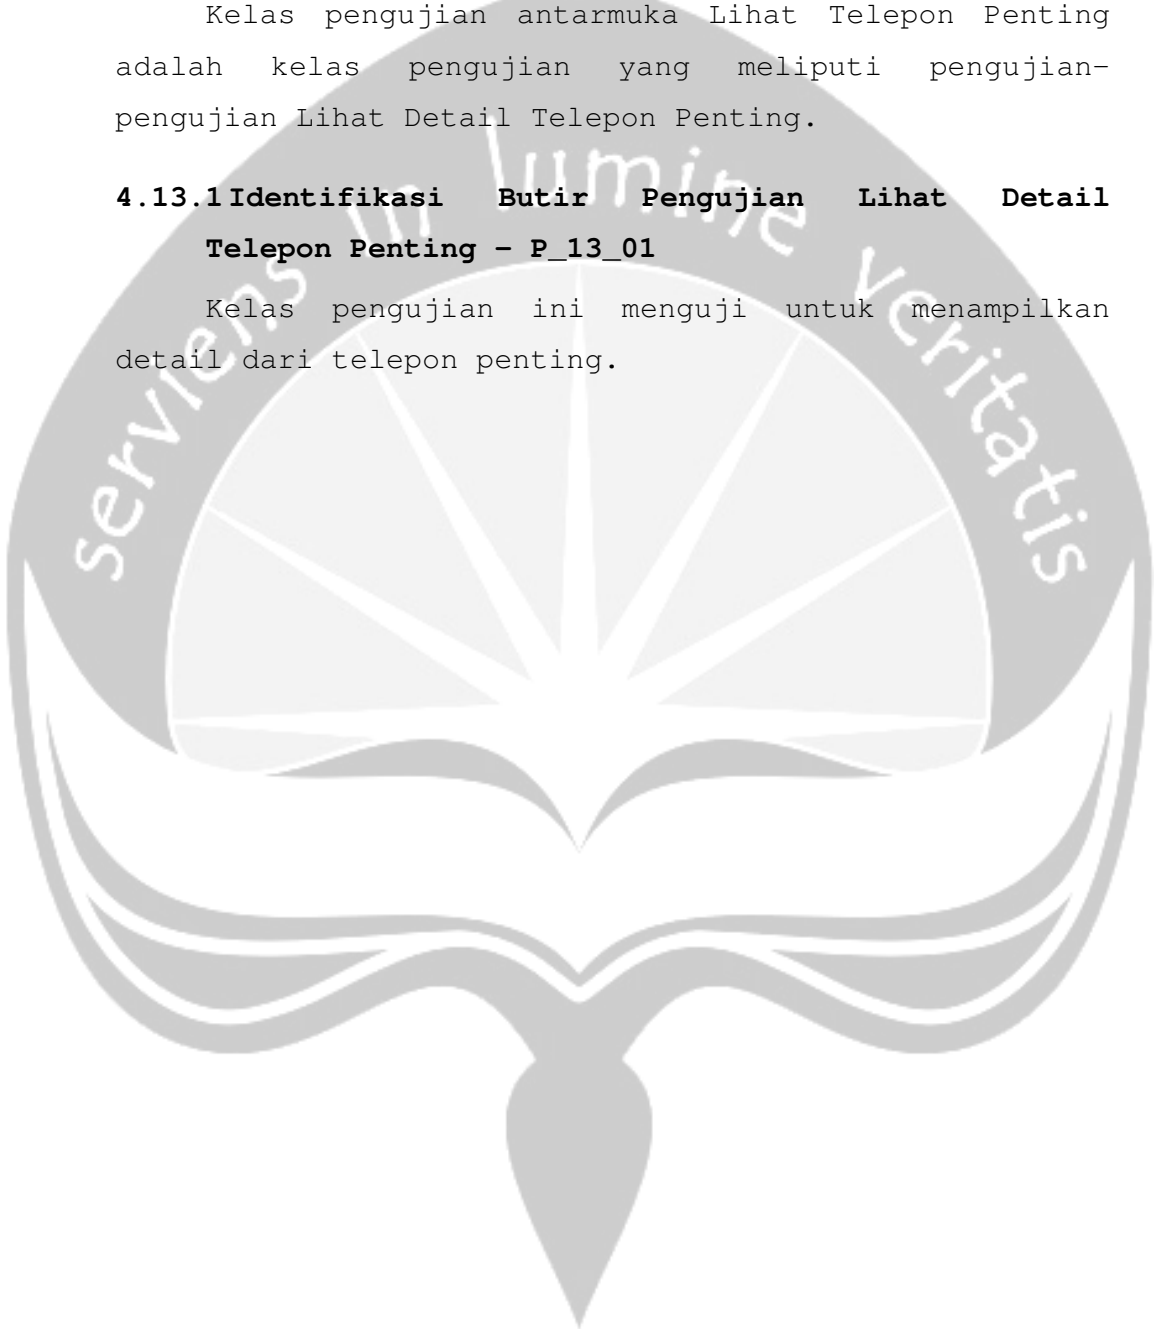 Kelas pengujian antarmuka Lihat Telepon Penting
adalah kelas pengujian yang meliputi pengujian-
pengujian Lihat Detail Telepon Penting.
4.13.1 Identifikasi Butir Pengujian Lihat Detail
Telepon Penting – P_13_01
Kelas pengujian ini menguji untuk menampilkan
detail dari telepon penting.
serviens in lumine veritatis